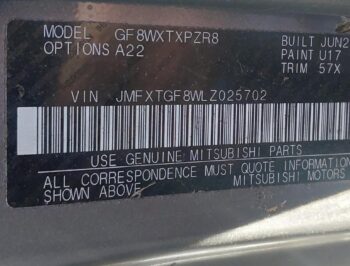 MODEL GF8WXTXPZR8 BUILT JUN2
OPTIONS A22 PAINT U17
TRIM 57X
VIN JMFXTGF8WLZ025702
USE GENUINE MITSUBISHI PARTS
ALL CORRESPONDENCE MUST QUOTE INFORMATION
SHOWN ABOVE MITSUBISHI MOTORS